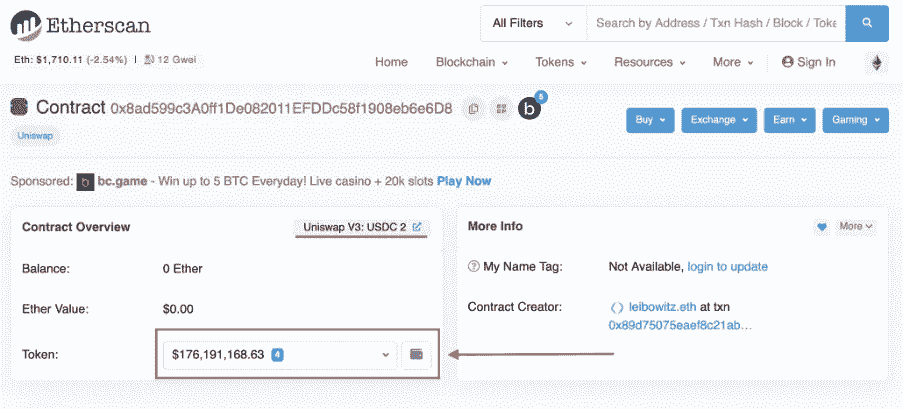 Etherscan
All Filters
Search by Address / Txn Hash / Block / Toke
Eth: $1,710.11 (-2.54%) | 12 Gwei
Home Blockchain Tokens Resources More Sign In
Contract 0x8ad599c3A0ff1De082011EFDDc58f1908eb6e6D8 b 5
Buy Exchange Earn Gaming
Uniswap
Sponsored: bc.game - Win up to 5 BTC Everyday! Live casino + 20k slots Play Now
Contract Overview
Uniswap V3: USDC 2
Balance: 0 Ether
Ether Value: $0.00
Token: $176,191,168.63 4
More Info
More
My Name Tag: Not Available, login to update
Contract Creator: leibowitz.eth at txn
0x89d75075eaef8c21ab...